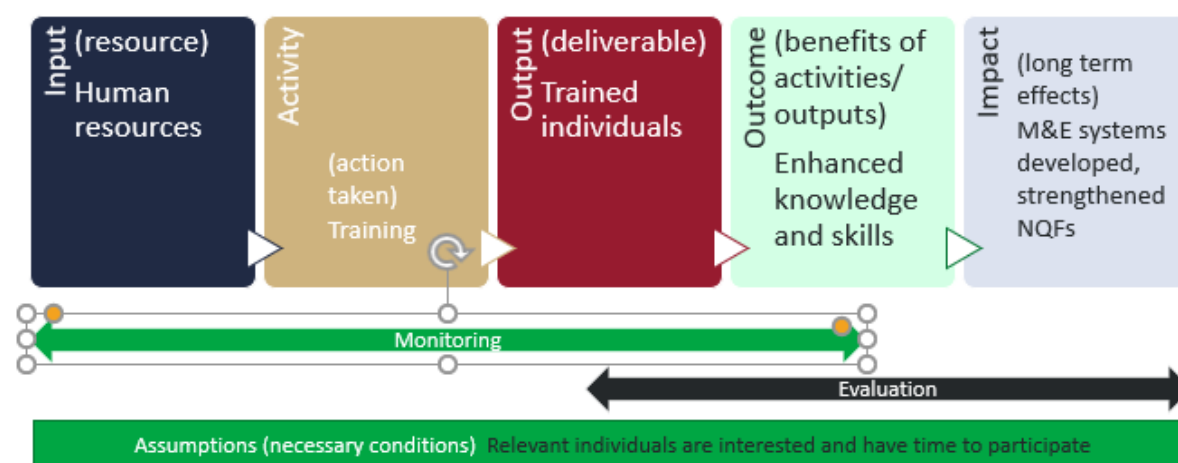 Input
(resource)
Human
resources
Activity
(action
taken)
Training
Output
(deliverable)
Trained
individuals
Outcome
(benefits of
activities/
outputs)
Enhanced
knowledge
and skills
Impact
(long term
effects)
M&E systems
developed,
strengthened
NQFs
Monitoring
Evaluation
Assumptions (necessary conditions) Relevant individuals are interested and have time to participate